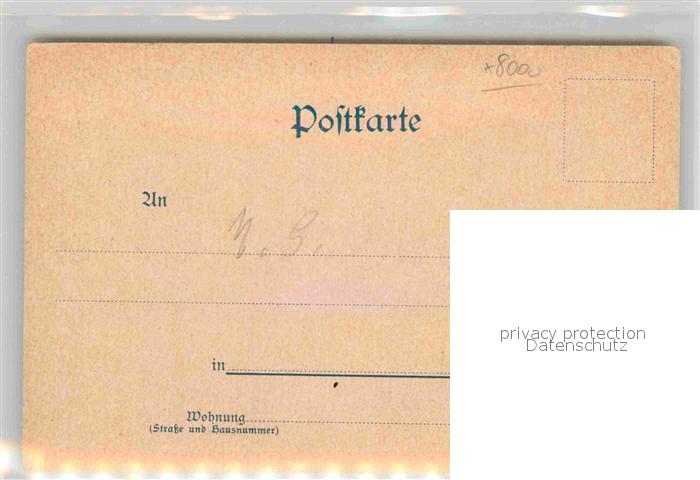 ×8000
Postkarte
An
in
privacy protection
Datenschutz
Wohnung
(Straße und Hausnummer)